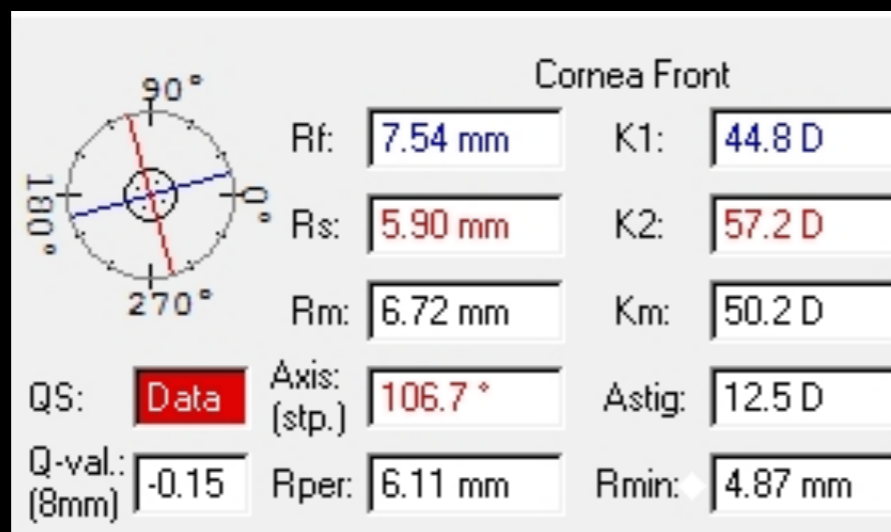 Cornea Front
90°
180°
0°
270°
Rf: 7.54 mm K1: 44.8 D
Rs: 5.90 mm K2: 57.2 D
Rm: 6.72 mm Km: 50.2 D
QS: Data Axis: (stp.) 106.7 ° Astig: 12.5 D
Q-val.: (8mm) -0.15 Rper: 6.11 mm Rmin: 4.87 mm